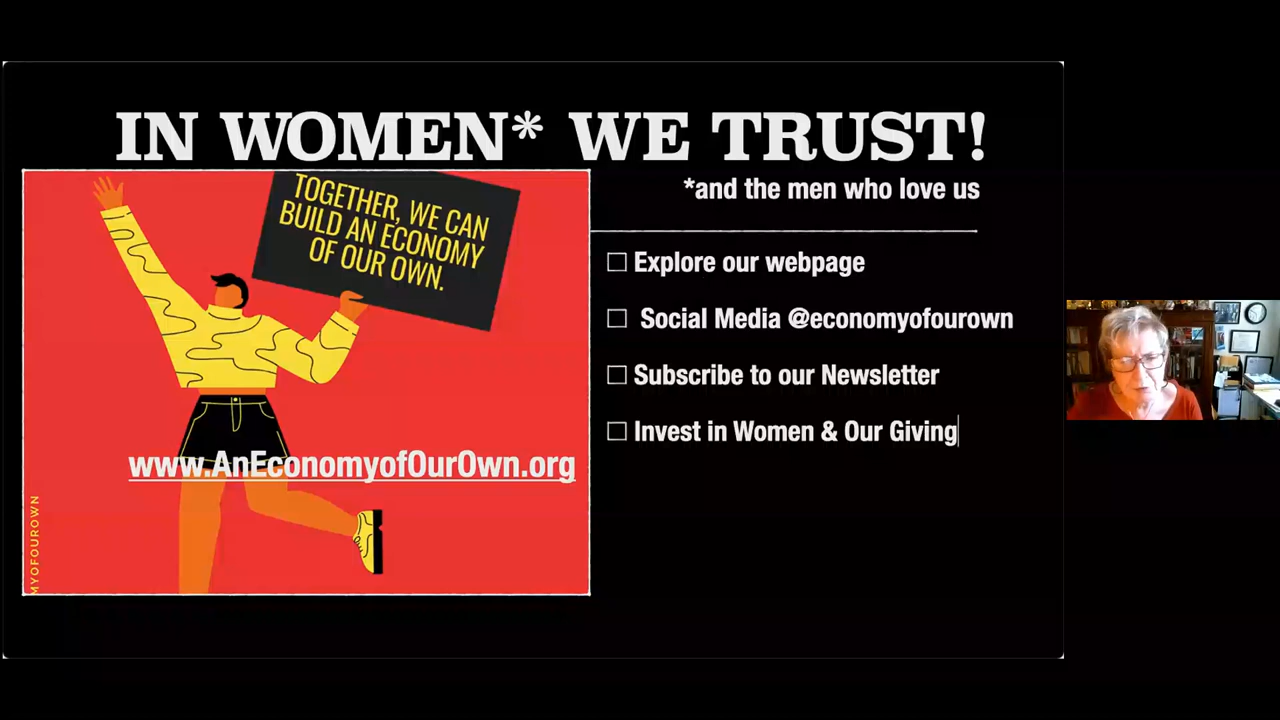 IN WOMEN* WE TRUST!
*and the men who love us
TOGETHER, WE CAN
BUILD AN ECONOMY
OF OUR OWN.
www.AnEconomyofOurOwn.org
MYOFOUROWN
Explore our webpage
Social Media @economyofourown
Subscribe to our Newsletter
Invest in Women & Our Giving